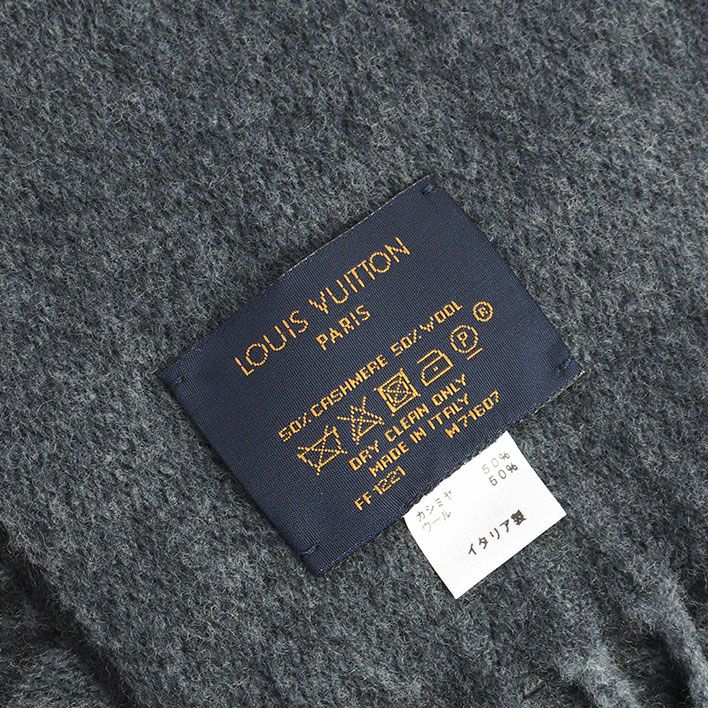 LOUIS VUITTON
PARIS
50% CASHMERE 50% WOOL
P
DRY CLEAN ONLY
MADE IN ITALY
FF1221 M71607
カシミヤ 50%
ウール 50%
イタリア製